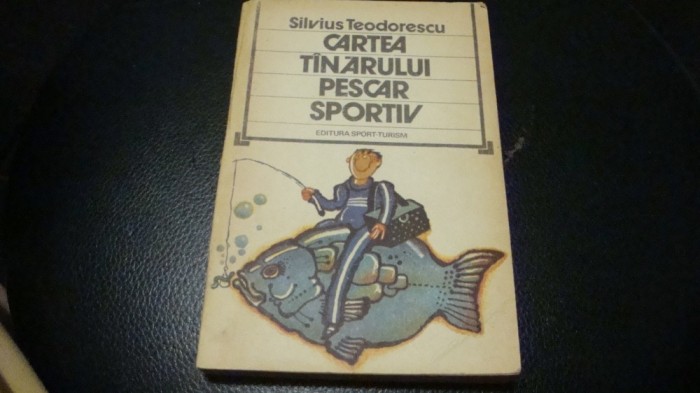 Silvius Teodorescu
CARTEA
TÎNĂRULUI
PESCAR
SPORTIV
EDITURA SPORT-TURISM